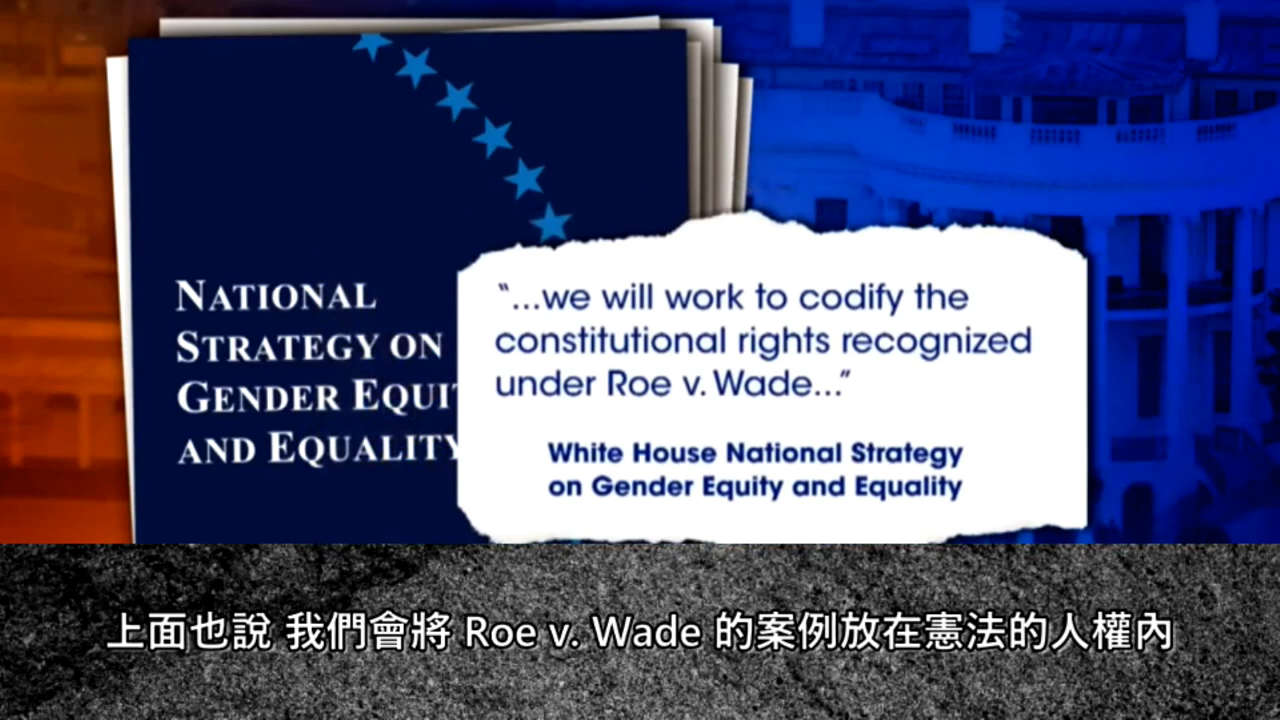 NATIONAL
STRATEGY ON
GENDER EQUI
AND EQUALITY
“...we will work to codify the
constitutional rights recognized
under Roe v. Wade...”
White House National Strategy
on Gender Equity and Equality
上面也說 我們會將 Roe v. Wade 的案例放在憲法的人權內